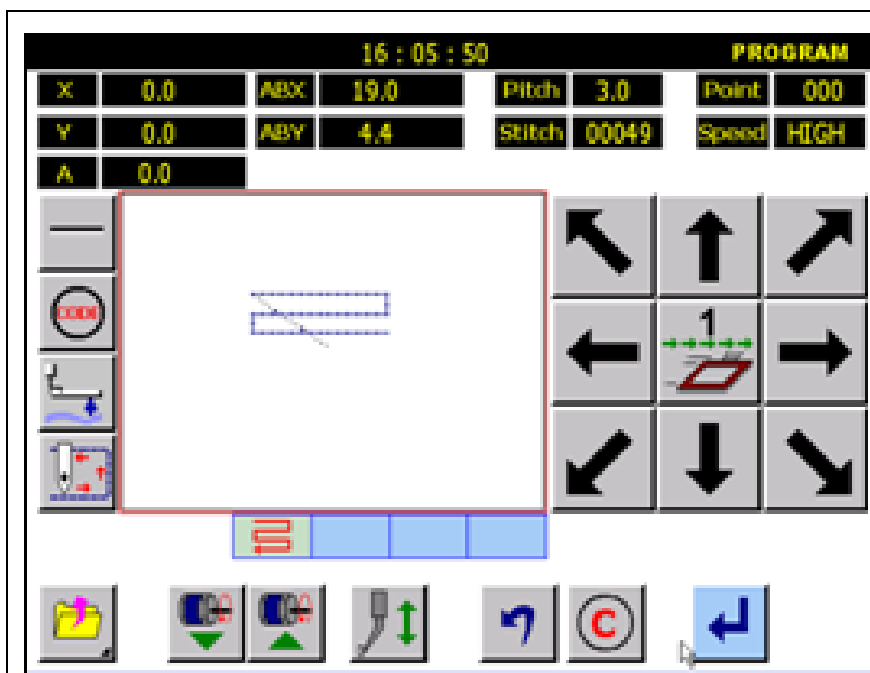 16 : 05 : 50 PROGRAM
X 0.0 ABX 19.0 Pitch 3.0 Point 000
Y 0.0 ABY 4.4 Stitch 00049 Speed HIGH
A 0.0
CODE
1
C